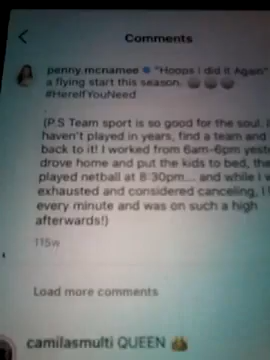 Comments
penny.mcnamee "Hoops i did it Again"
a flying start this season.
#HereIfYouNeed
(P.S Team sport is so good for the soul. I
haven't played in years, find a team and
back to it! I worked from 6am-6pm yest
drove home and put the kids to bed, the
played netball at 8:30pm.... and while I w
exhausted and considered canceling, I
every minute and was on such a high
afterwards!)
115w
Load more comments
camilasmulti QUEEN